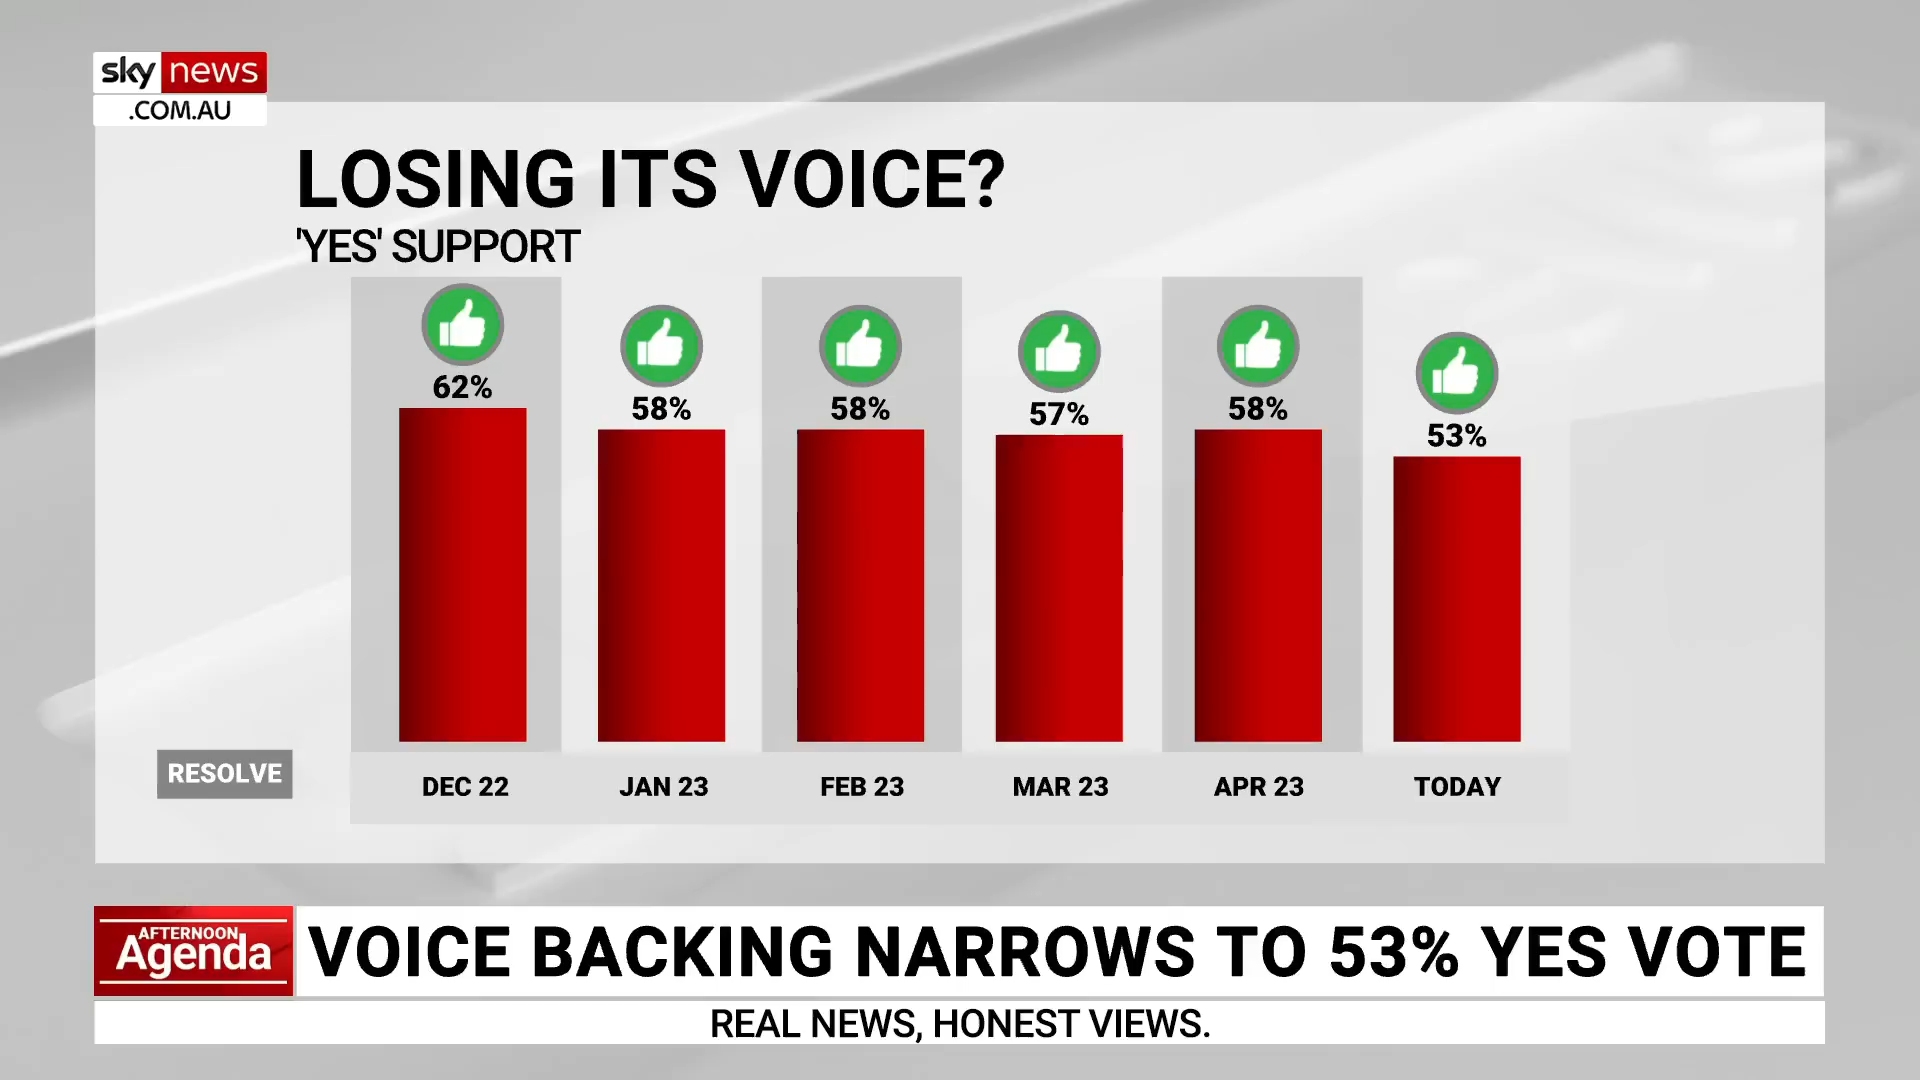 sky news
.COM.AU
LOSING ITS VOICE?
'YES' SUPPORT
62%
58%
58%
57%
58%
53%
RESOLVE
DEC 22
JAN 23
FEB 23
MAR 23
APR 23
TODAY
AFTERNOON
Agenda
VOICE BACKING NARROWS TO 53% YES VOTE
REAL NEWS, HONEST VIEWS.